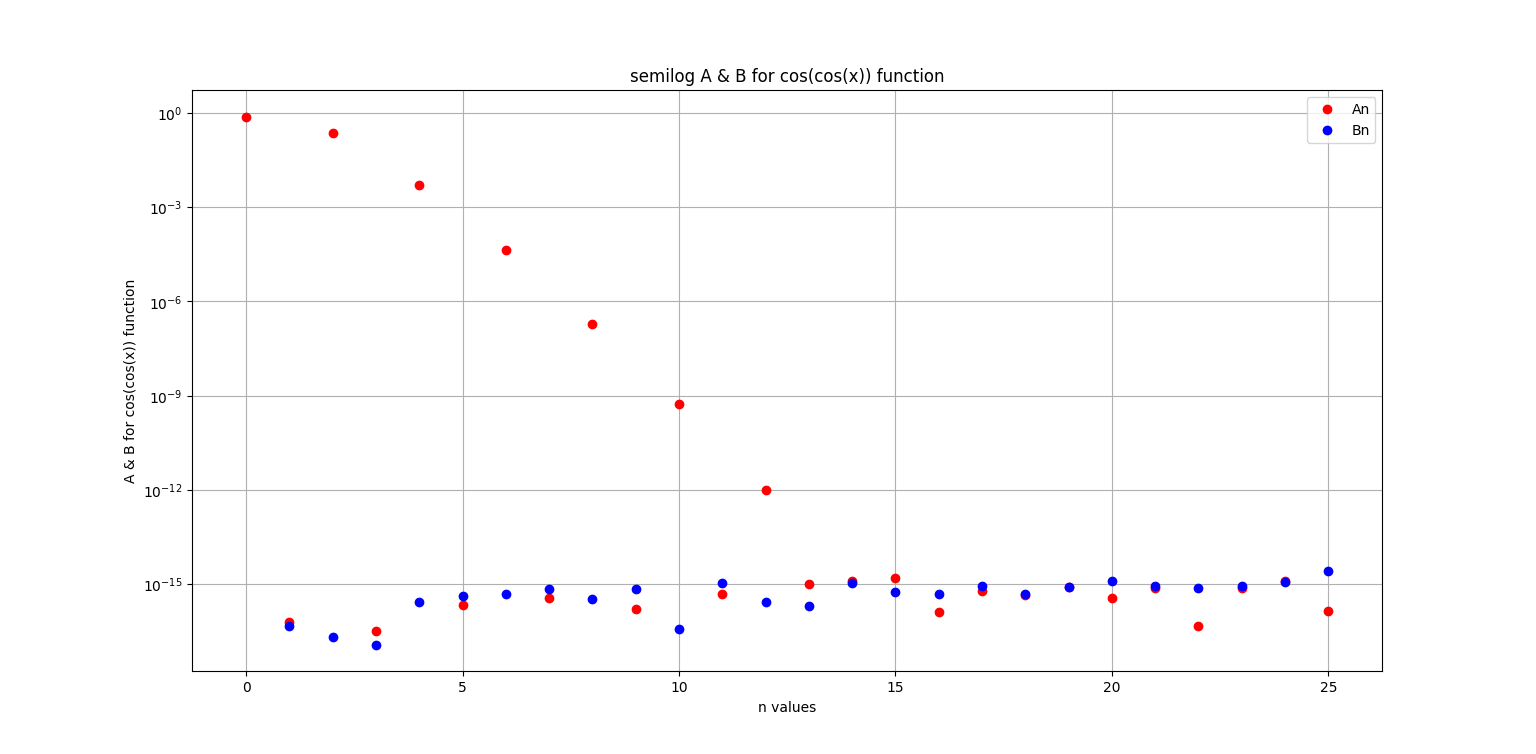 semilog A & B for cos(cos(x)) function
An
Bn
10^0
10^-3
10^-6
10^-9
10^-12
10^-15
A & B for cos(cos(x)) function
0 5 10 15 20 25
n values